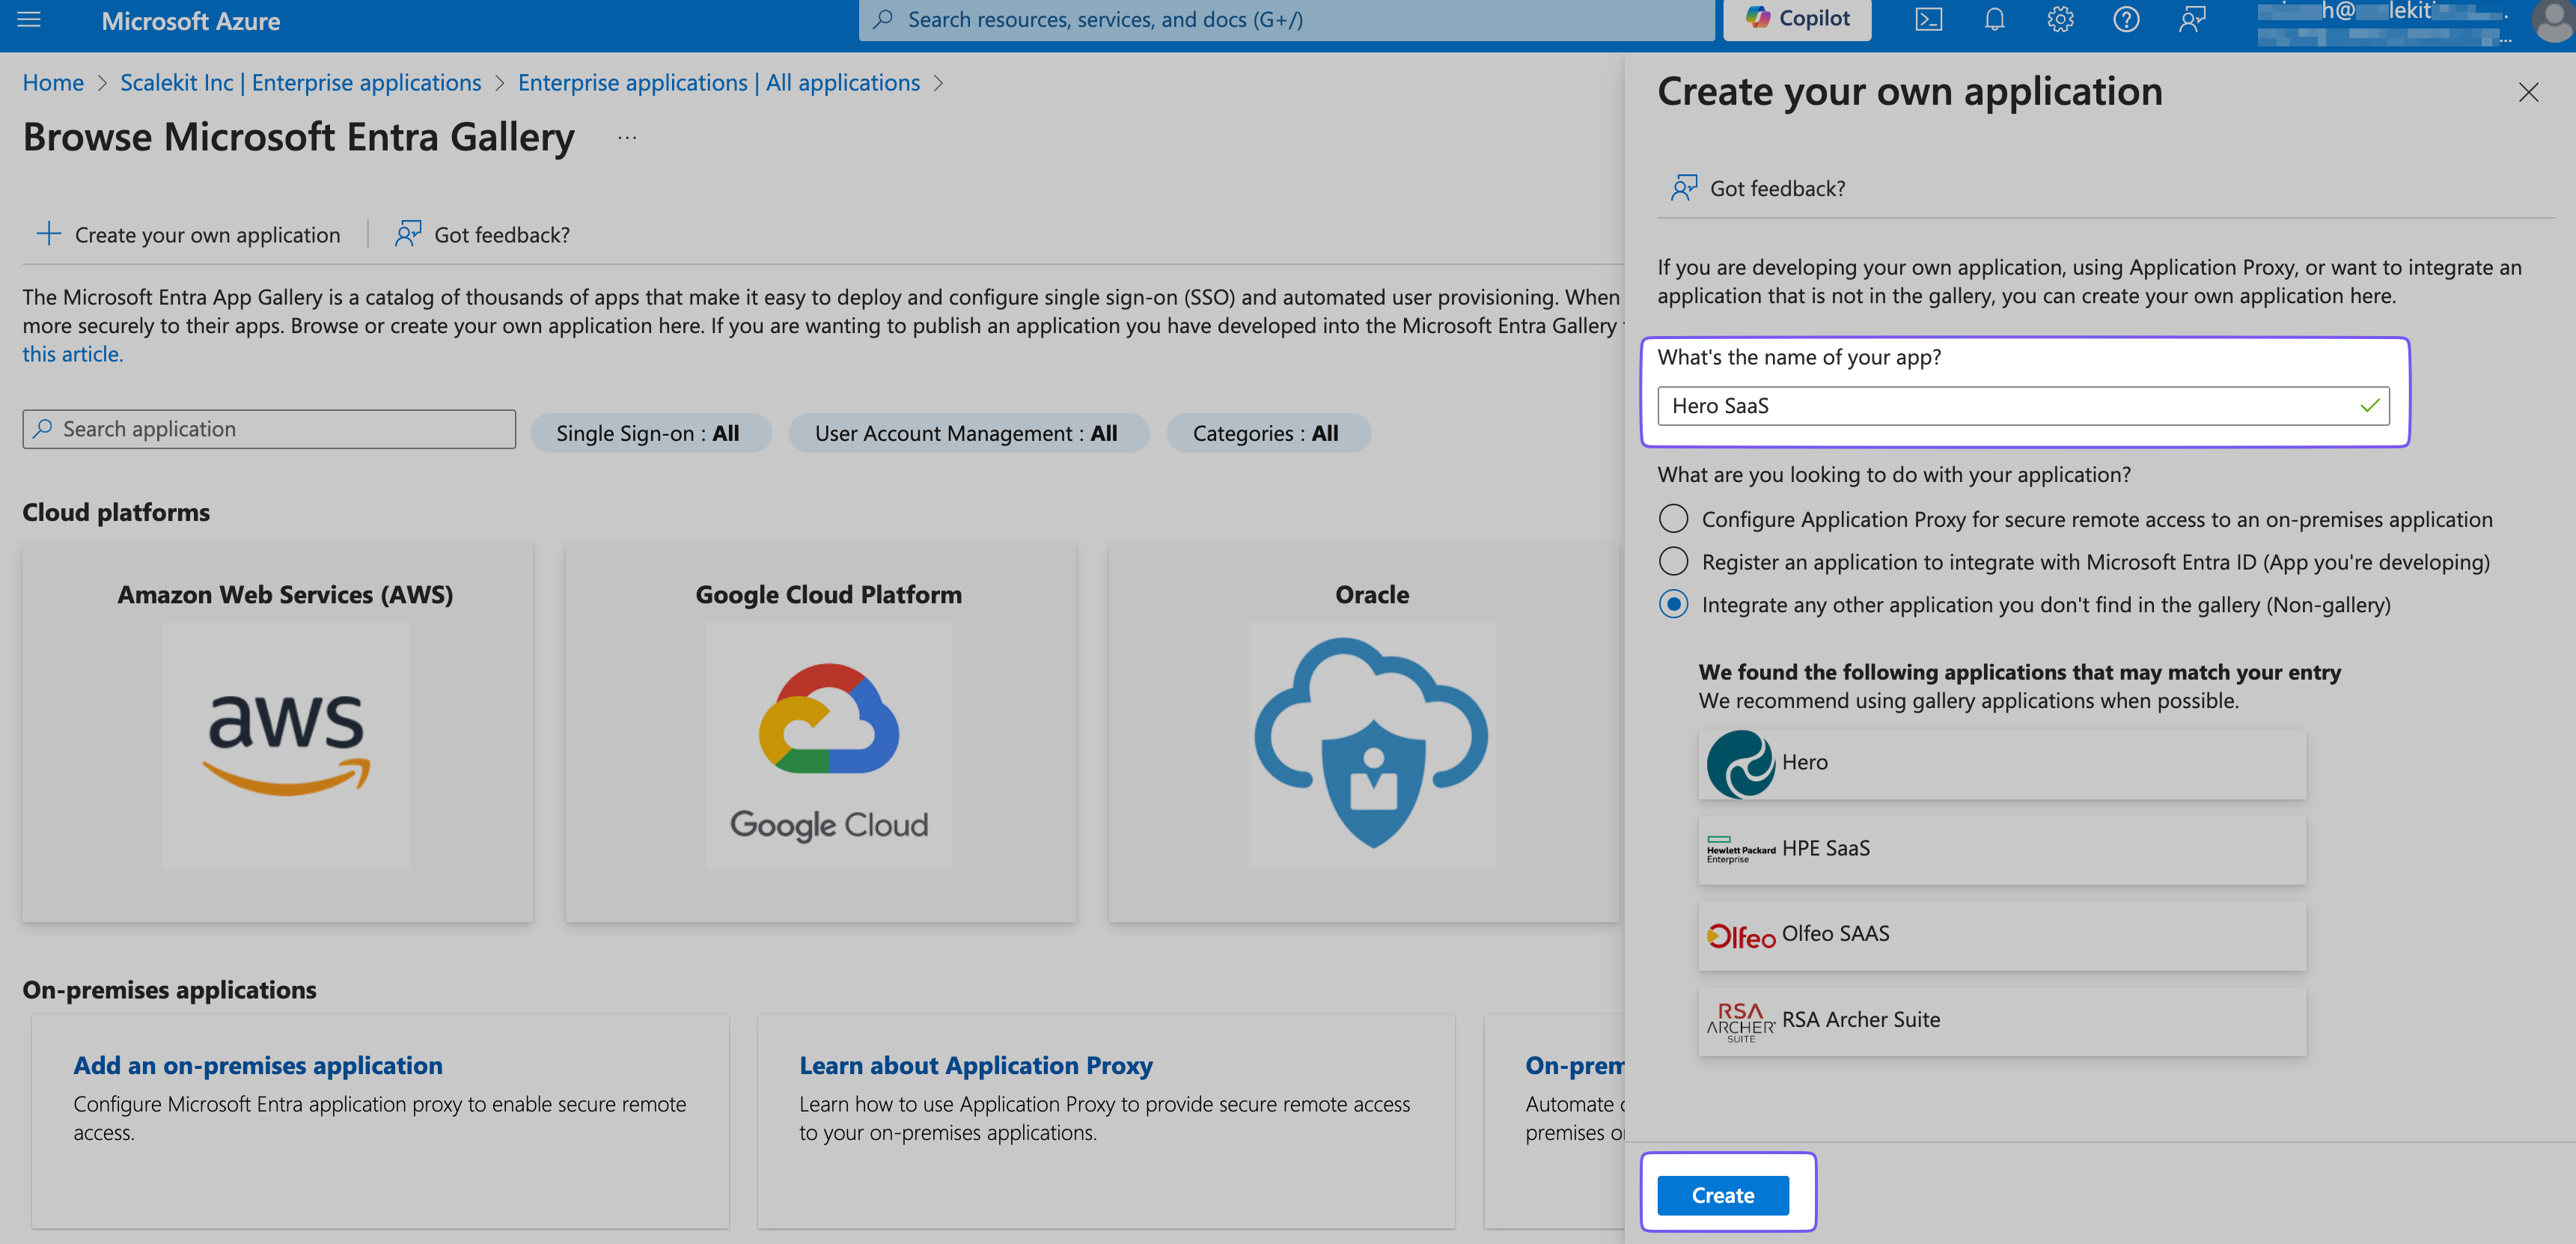 Microsoft Azure
Search resources, services, and docs (G+/)
Copilot
Home > Scalekit Inc | Enterprise applications > Enterprise applications | All applications >
Browse Microsoft Entra Gallery ...
Create your own application
Got feedback?
The Microsoft Entra App Gallery is a catalog of thousands of apps that make it easy to deploy and configure single sign-on (SSO) and automated user provisioning. When
more securely to their apps. Browse or create your own application here. If you are wanting to publish an application you have developed into the Microsoft Entra Gallery
this article.
Search application
Single Sign-on : All
User Account Management : All
Categories : All
Cloud platforms
Amazon Web Services (AWS)
aws
Google Cloud Platform
Google Cloud
Oracle
On-premises applications
Add an on-premises application
Configure Microsoft Entra application proxy to enable secure remote
access.
Learn about Application Proxy
Learn how to use Application Proxy to provide secure remote access
to your on-premises applications.
On-prem
Automate
premises
Create your own application
Got feedback?
If you are developing your own application, using Application Proxy, or want to integrate an
application that is not in the gallery, you can create your own application here.
What's the name of your app?
Hero SaaS
What are you looking to do with your application?
Configure Application Proxy for secure remote access to an on-premises application
Register an application to integrate with Microsoft Entra ID (App you're developing)
Integrate any other application you don't find in the gallery (Non-gallery)
We found the following applications that may match your entry
We recommend using gallery applications when possible.
Hero
Hewlett Packard
Enterprise
HPE SaaS
Olfeo
Olfeo SAAS
RSA
ARCHER
SUITE
RSA Archer Suite
Create